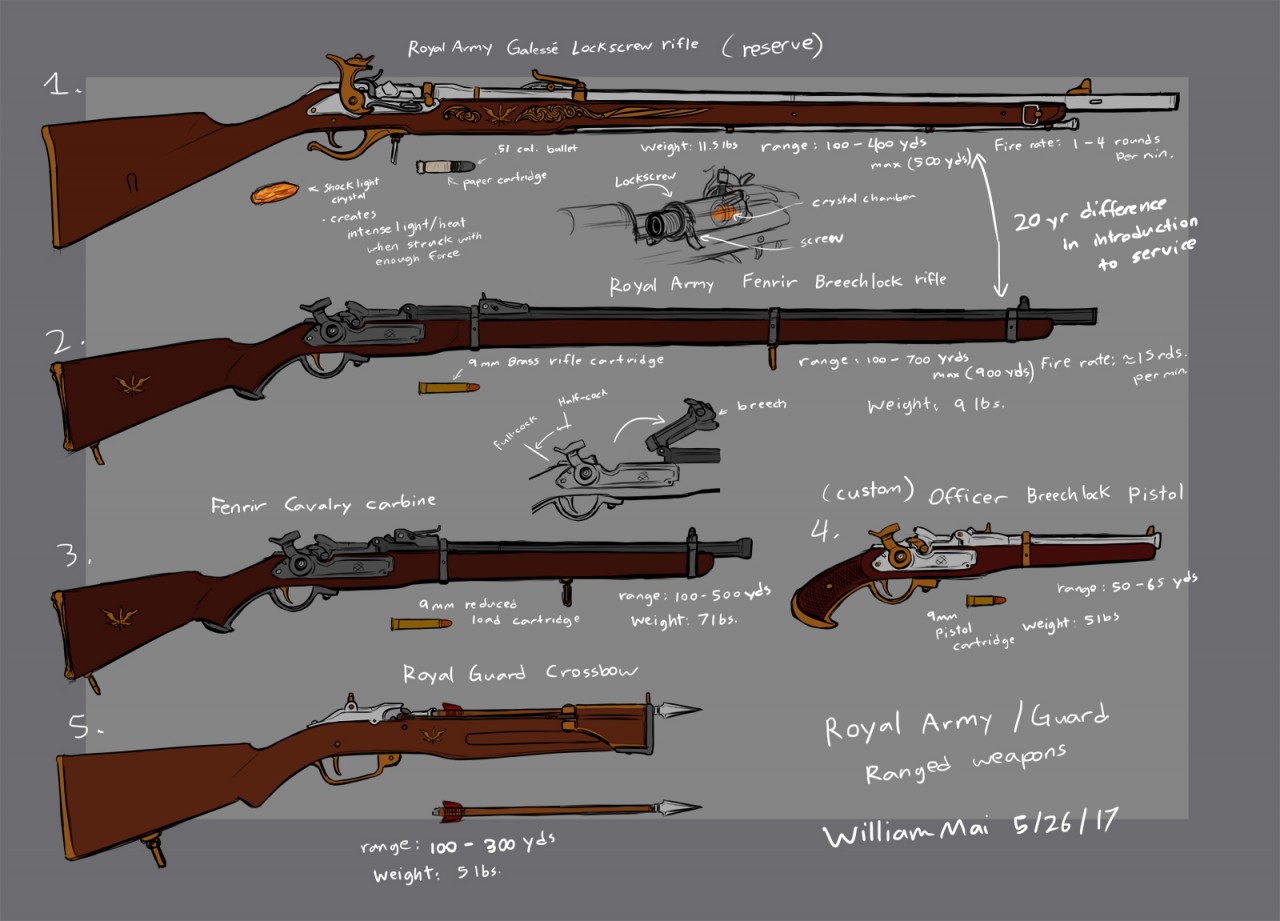 Royal Army Galessé Lockscrew rifle (reserve)
1.
.51 cal. bullet
paper cartridge
Weight: 11.5 lbs
range: 100-400 yds
max (500 yds)
Fire rate: 1-4 rounds
Per min.
Shock light
crystal
- creates
intense light/heat
when struck with
enough force
Lockscrew
crystal chamber
screw
20 yr difference
in introduction
to service
Royal Army Fenrir Breechlock rifle
2.
9mm Brass rifle cartridge
range: 100-700 yrds
max (900 yds)
Fire rate: ≈15 rds.
per min.
Weight: 9 lbs.
Full-cock
Half-cock
breech
Fenrir Cavalry carbine
3.
9mm reduced
load cartridge
range: 100-500 yds
Weight: 7lbs.
(custom) Officer Breechlock Pistol
4.
range: 50-65 yds
9mm
Pistol
cartridge
Weight: 5lbs
Royal Guard Crossbow
5.
range: 100-300 yds
Weight: 5 lbs.
Royal Army/Guard
Ranged weapons
William Mai 5/26/17